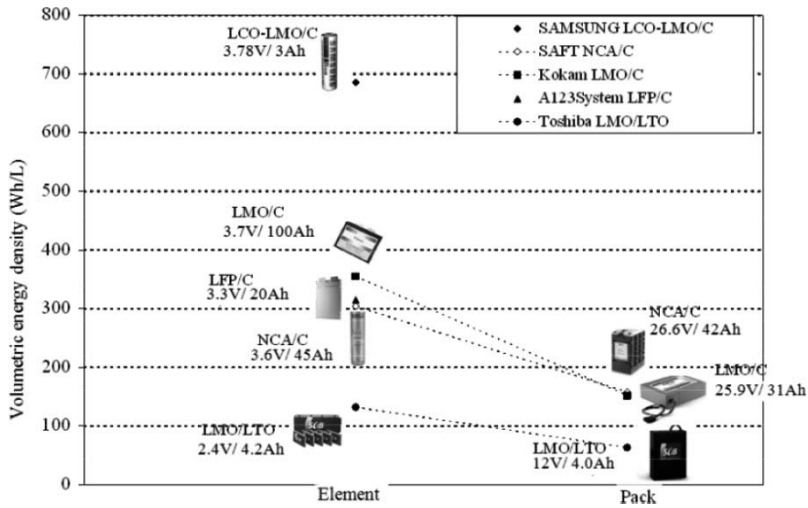 800
700
600
500
400
300
200
100
0
Volumetric energy density (Wh/L)
LCO-LMO/C
3.78V/ 3Ah
SAMSUNG LCO-LMO/C
SAFT NCA/C
Kokam LMO/C
A123System LFP/C
Toshiba LMO/LTO
LMO/C
3.7V/ 100Ah
LFP/C
3.3V/ 20Ah
NCA/C
3.6V/ 45Ah
LMO/LTO
2.4V/ 4.2Ah
NCA/C
26.6V/ 42Ah
LMO/C
25.9V/ 31Ah
LMO/LTO
12V/ 4.0Ah
Element
Pack